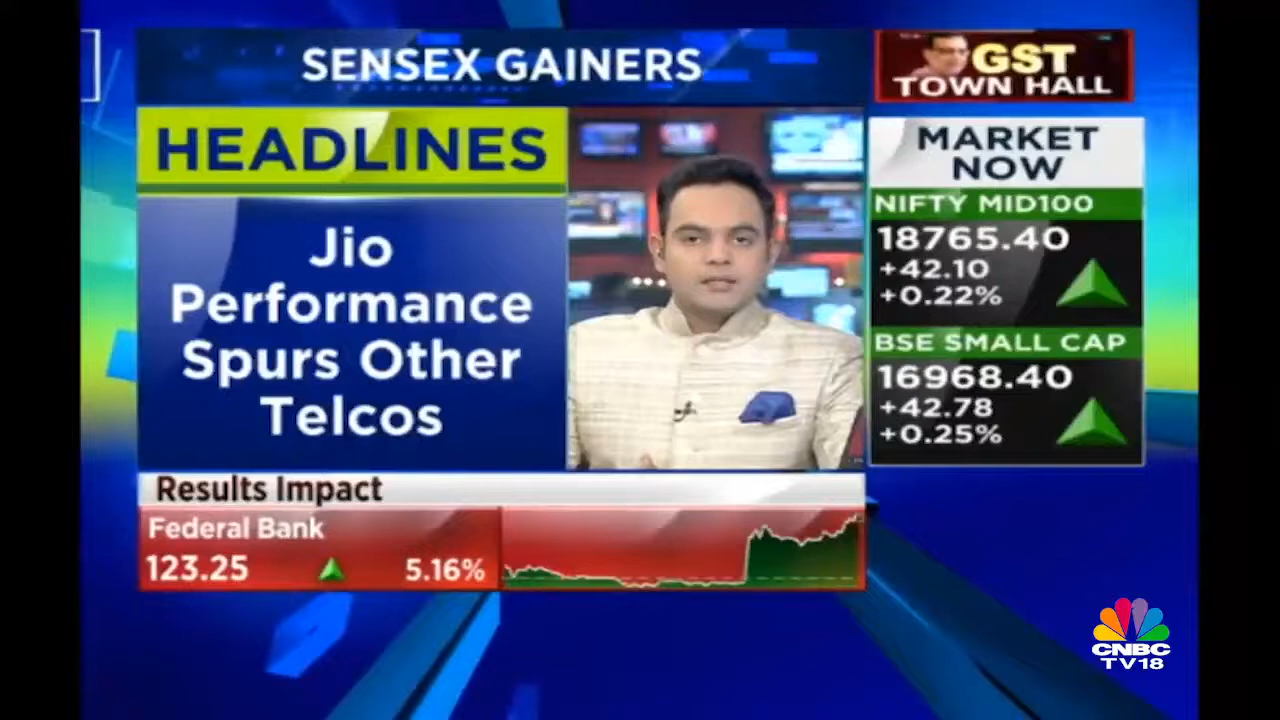 SENSEX GAINERS
GST
TOWN HALL
HEADLINES
Jio
Performance
Spurs Other
Telcos
MARKET
NOW
NIFTY MID100
18765.40
+42.10
+0.22%
BSE SMALL CAP
16968.40
+42.78
+0.25%
Results Impact
Federal Bank
123.25 5.16%
CNBC
TV18